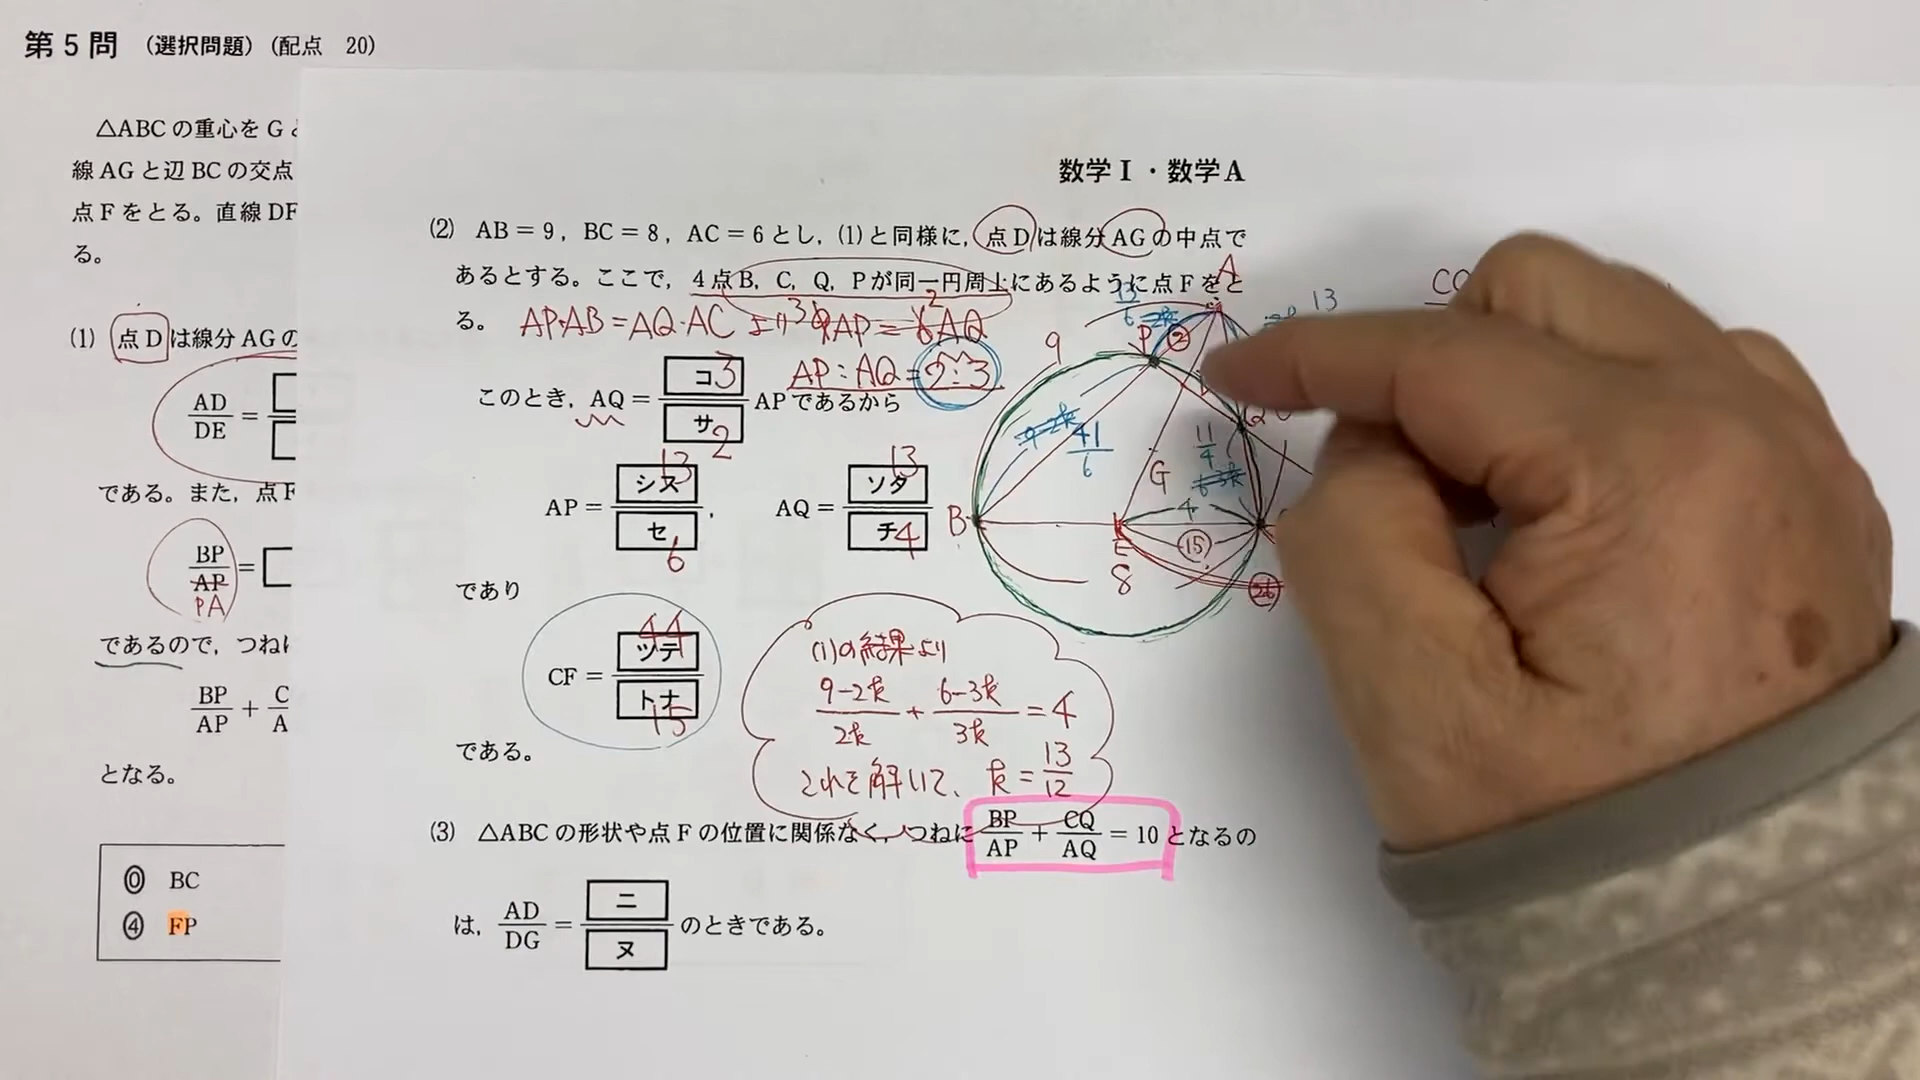 第5問 (選択問題) (配点 20)
△ABCの重心をGと
線AGと辺BCの交点
点Fをとる。直線DF
る。
(1) 点Dは線分AGの
AD/DE =
である。また，点F
BP/AP =
PA
であるので，つねに
BP/AP + C
A
となる。
⓪ BC
④ FP
数学Ⅰ・数学A
(2) AB＝9，BC＝8，AC＝6とし，(1)と同様に，点Dは線分AGの中点で
あるとする。ここで，4点B，C，Q，Pが同一円周上にあるように点Fをと
る。 AP・AB＝AQ・AC より 9AP＝6AQ
3 2
AP：AQ＝2：3
このとき，AQ＝コ/サ APであるから
3
2
AP＝シス/セ， AQ＝ソタ/チ
13 13
6 4
であり
CF＝ツテ/トナ
44
15
である。
(1)の結果より
9−2k/2k + 6−3k/3k = 4
これを解いて、k = 13/12
(3) △ABCの形状や点Fの位置に関係なく，つねに BP/AP + CQ/AQ = 10 となるの
は，AD/DG = ニ/ヌ のときである。
A
13/6
13
9
P
②
Q
41/6
11/4
G
4
B
E
⑮
8
㉖